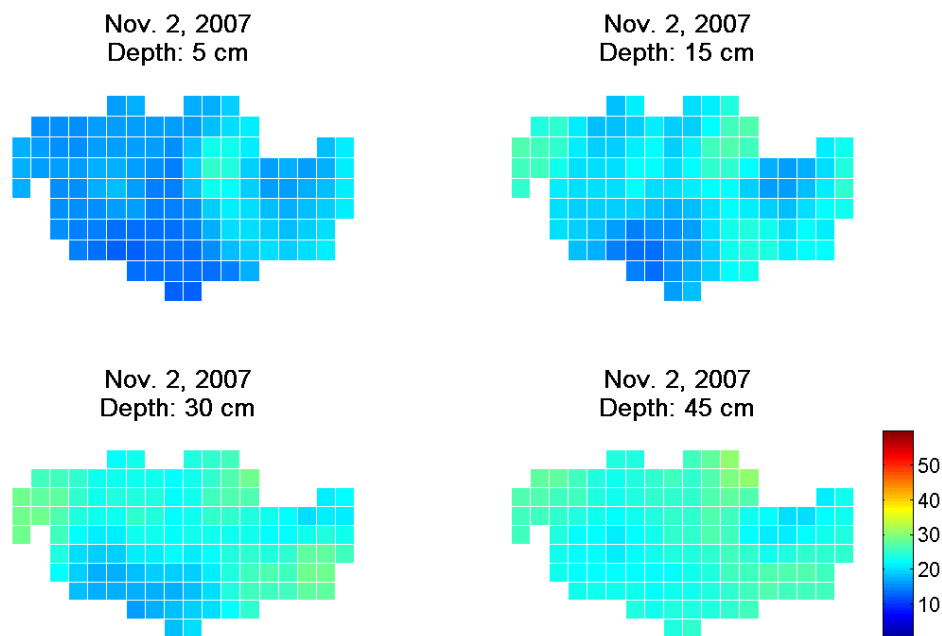 Nov. 2, 2007
Depth: 5 cm
Nov. 2, 2007
Depth: 15 cm
Nov. 2, 2007
Depth: 30 cm
Nov. 2, 2007
Depth: 45 cm
50
40
30
20
10